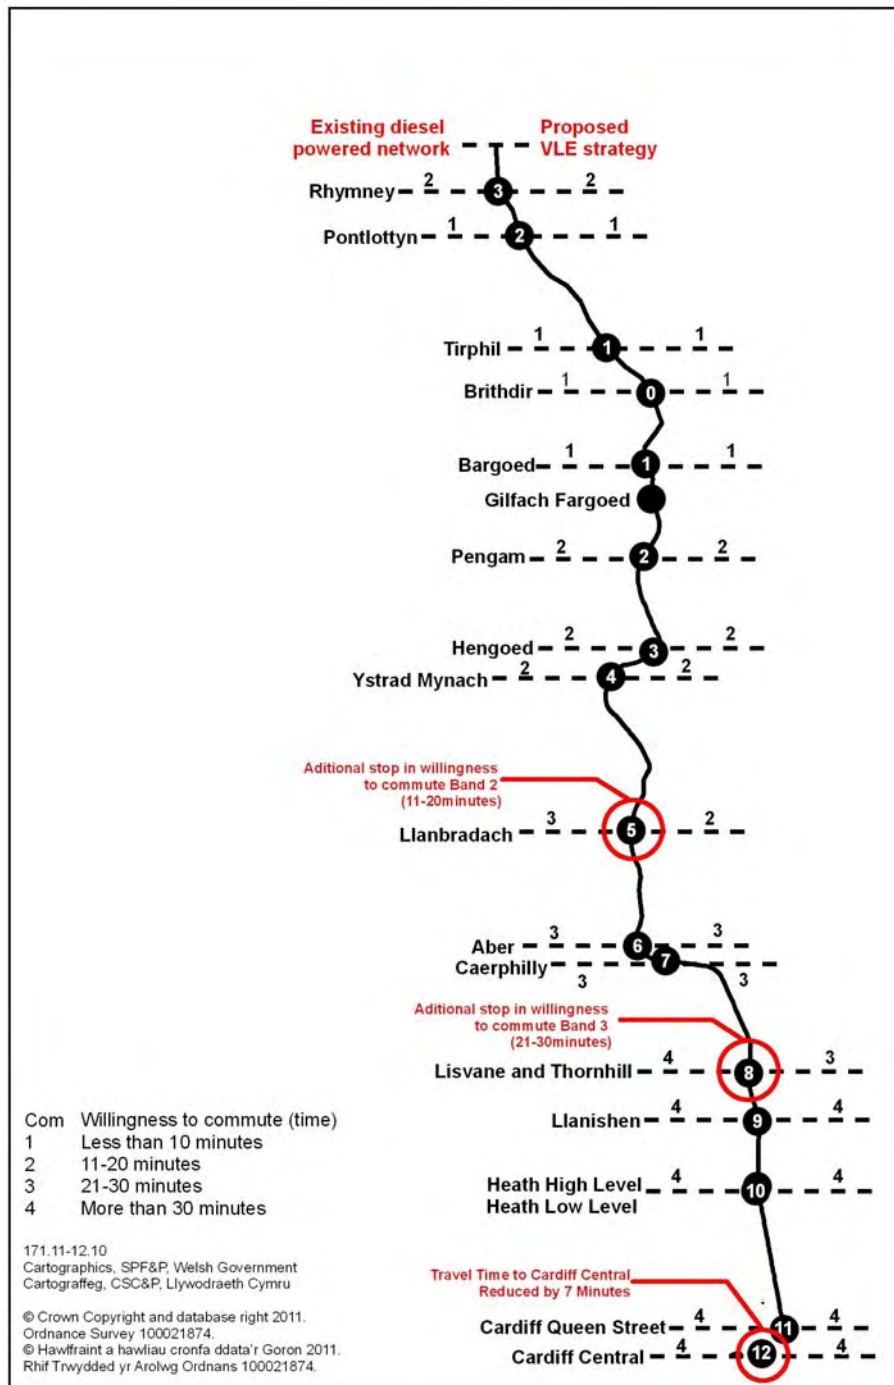 Existing diesel
powered network
Proposed
VLE strategy
Rhymney 2 3 2
Pontlottyn 1 2 1
Tirphil 1 1 1
Brithdir 1 0 1
Bargoed 1 1 1
Gilfach Fargoed
Pengam 2 2 2
Hengoed 2 3 2
Ystrad Mynach 2 4 2
Aditional stop in willingness
to commute Band 2
(11-20minutes)
Llanbradach 3 5 2
Aber 3 6 3
Caerphilly 3 7 3
Aditional stop in willingness
to commute Band 3
(21-30minutes)
Lisvane and Thornhill 4 8 3
Llanishen 4 9 4
Heath High Level
Heath Low Level
4 10 4
Travel Time to Cardiff Central
Reduced by 7 Minutes
Cardiff Queen Street 4 11 4
Cardiff Central 4 12 4
Com Willingness to commute (time)
1 Less than 10 minutes
2 11-20 minutes
3 21-30 minutes
4 More than 30 minutes
171.11-12.10
Cartographics, SPF&P, Welsh Government
Cartograffeg, CSC&P, Llywodraeth Cymru
© Crown Copyright and database right 2011.
Ordnance Survey 100021874.
© Hawlfraint a hawliau cronfa ddata'r Goron 2011.
Rhif Trwydded yr Arolwg Ordnans 100021874.